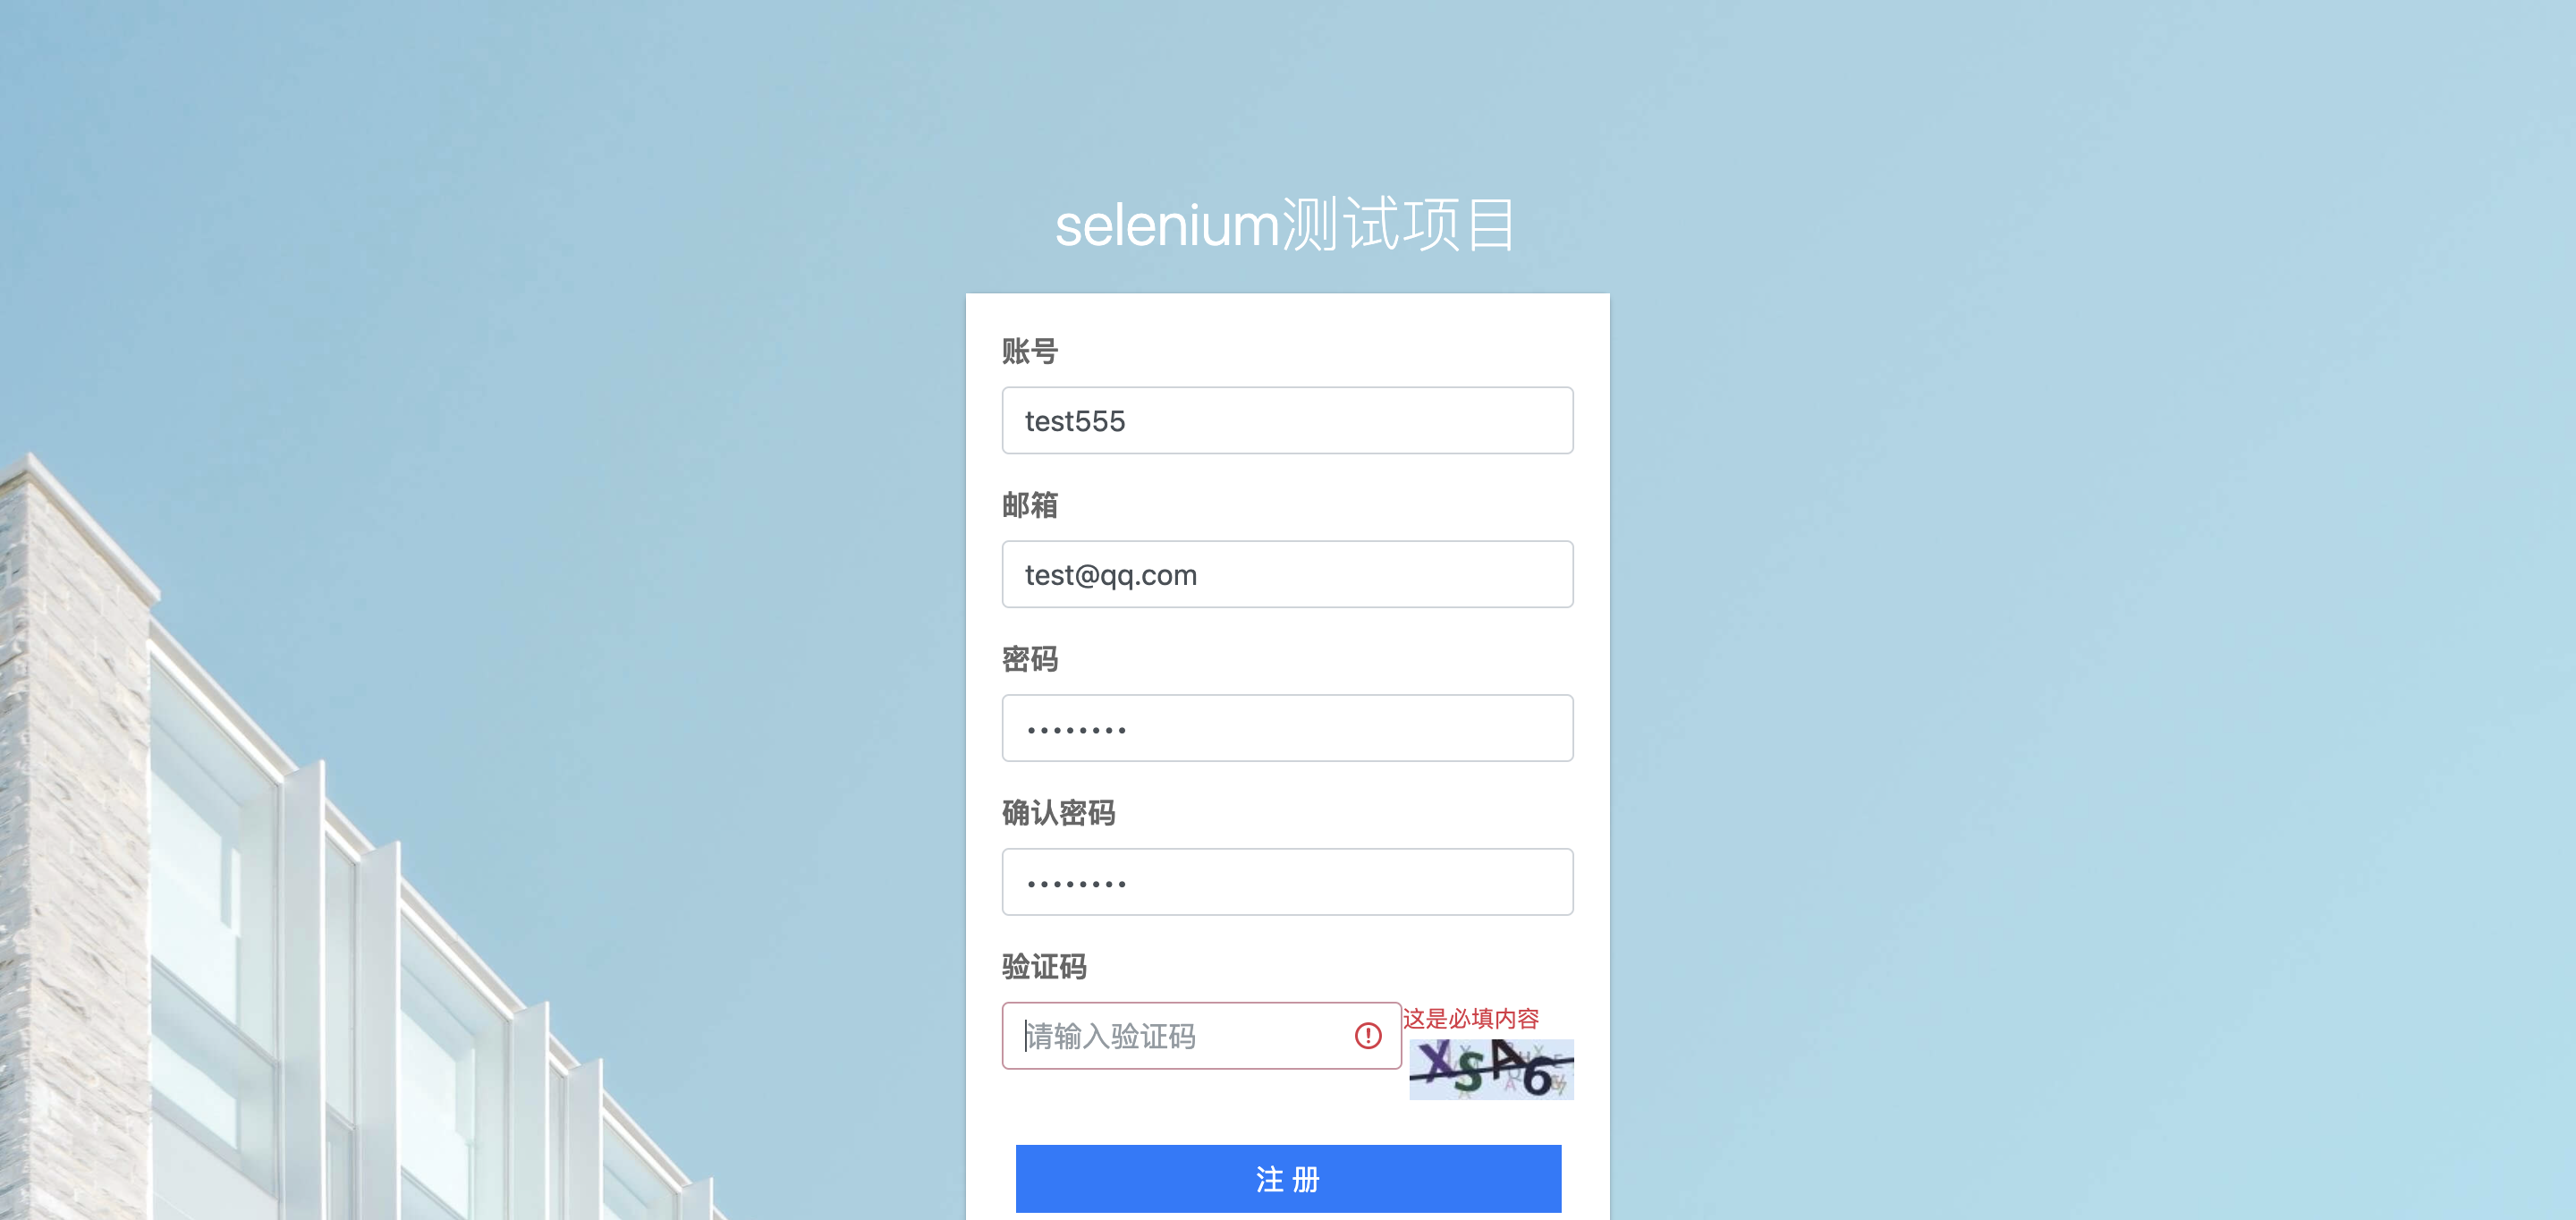 selenium测试项目
账号
test555
邮箱
test@qq.com
密码
••••••••
确认密码
••••••••
验证码
请输入验证码
这是必填内容
XSA6
注 册